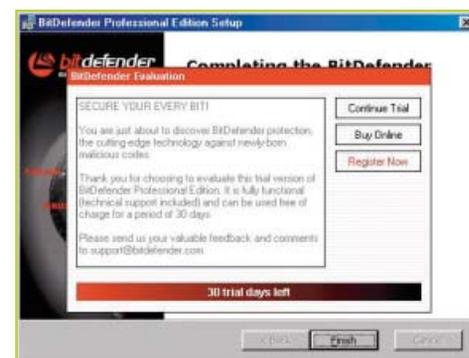 BitDefender Professional Edition Setup
bitdefender
Completing the BitDefender
BitDefender Evaluation
SECURE YOUR EVERY BIT!
You are just about to discover BitDefender protection,
the cutting-edge technology against newly-born
malicious codes.
Thank you for choosing to evaluate this trial version of
BitDefender Professional Edition. It is fully functional
(technical support included) and can be used free of
charge for a period of 30 days.
Please send us your valuable feedback and comments
to support@bitdefender.com.
Continue Trial
Buy Online
Register Now
30 trial days left
< Back
Finish
Cancel